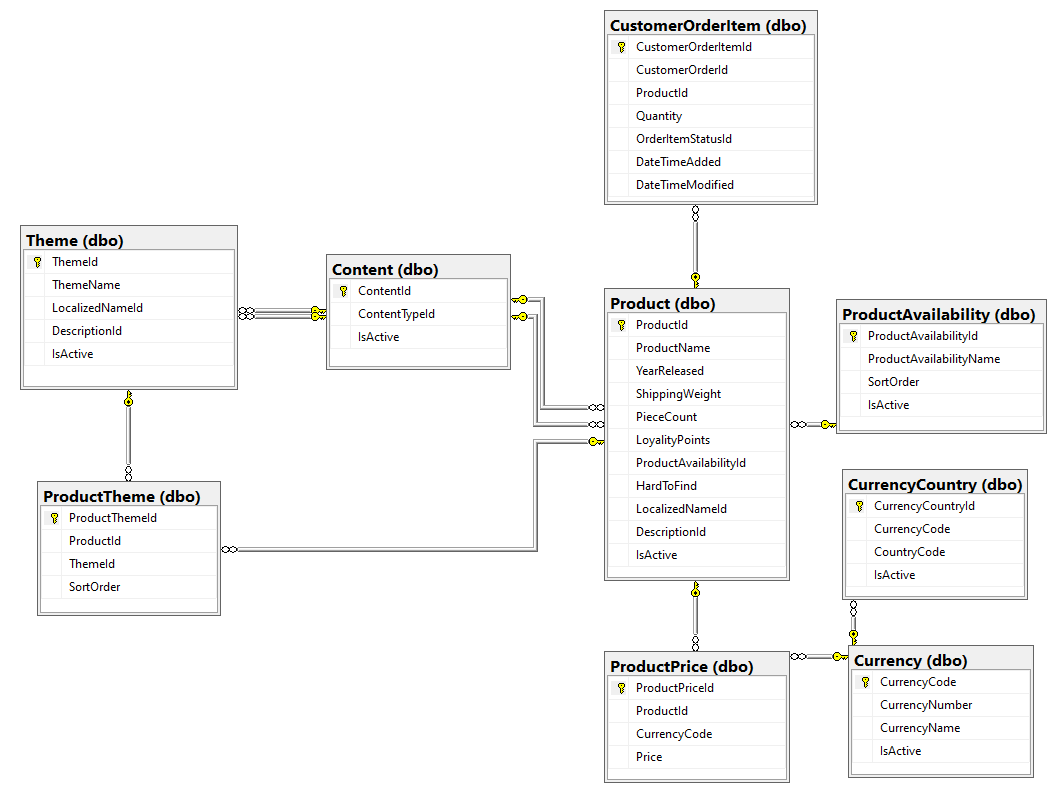 CustomerOrderItem (dbo)
CustomerOrderItemId
CustomerOrderId
ProductId
Quantity
OrderItemStatusId
DateTimeAdded
DateTimeModified
Theme (dbo)
ThemeId
ThemeName
LocalizedNameId
DescriptionId
IsActive
Content (dbo)
ContentId
ContentTypeId
IsActive
Product (dbo)
ProductId
ProductName
YearReleased
ShippingWeight
PieceCount
LoyalityPoints
ProductAvailabilityId
HardToFind
LocalizedNameId
DescriptionId
IsActive
ProductAvailability (dbo)
ProductAvailabilityId
ProductAvailabilityName
SortOrder
IsActive
ProductTheme (dbo)
ProductThemeId
ProductId
ThemeId
SortOrder
CurrencyCountry (dbo)
CurrencyCountryId
CurrencyCode
CountryCode
IsActive
ProductPrice (dbo)
ProductPriceId
ProductId
CurrencyCode
Price
Currency (dbo)
CurrencyCode
CurrencyNumber
CurrencyName
IsActive